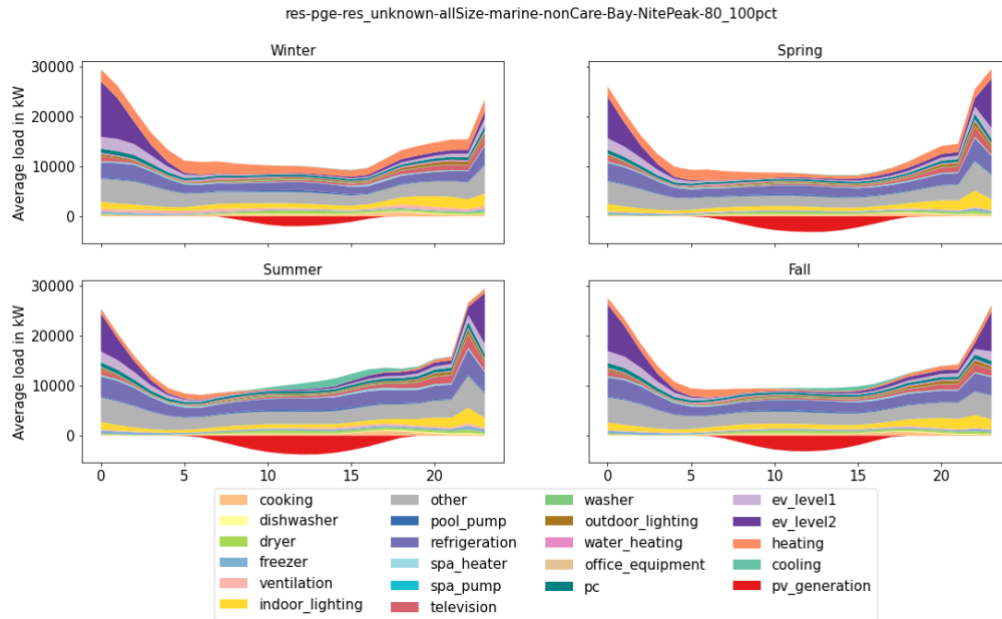 res-pge-res_unknown-allSize-marine-nonCare-Bay-NitePeak-80_100pct
Winter
Spring
Average load in kW
30000
20000
10000
0
Summer
Fall
Average load in kW
30000
20000
10000
0
0 5 10 15 20
0 5 10 15 20
cooking
dishwasher
dryer
freezer
ventilation
indoor_lighting
other
pool_pump
refrigeration
spa_heater
spa_pump
television
washer
outdoor_lighting
water_heating
office_equipment
pc
ev_level1
ev_level2
heating
cooling
pv_generation